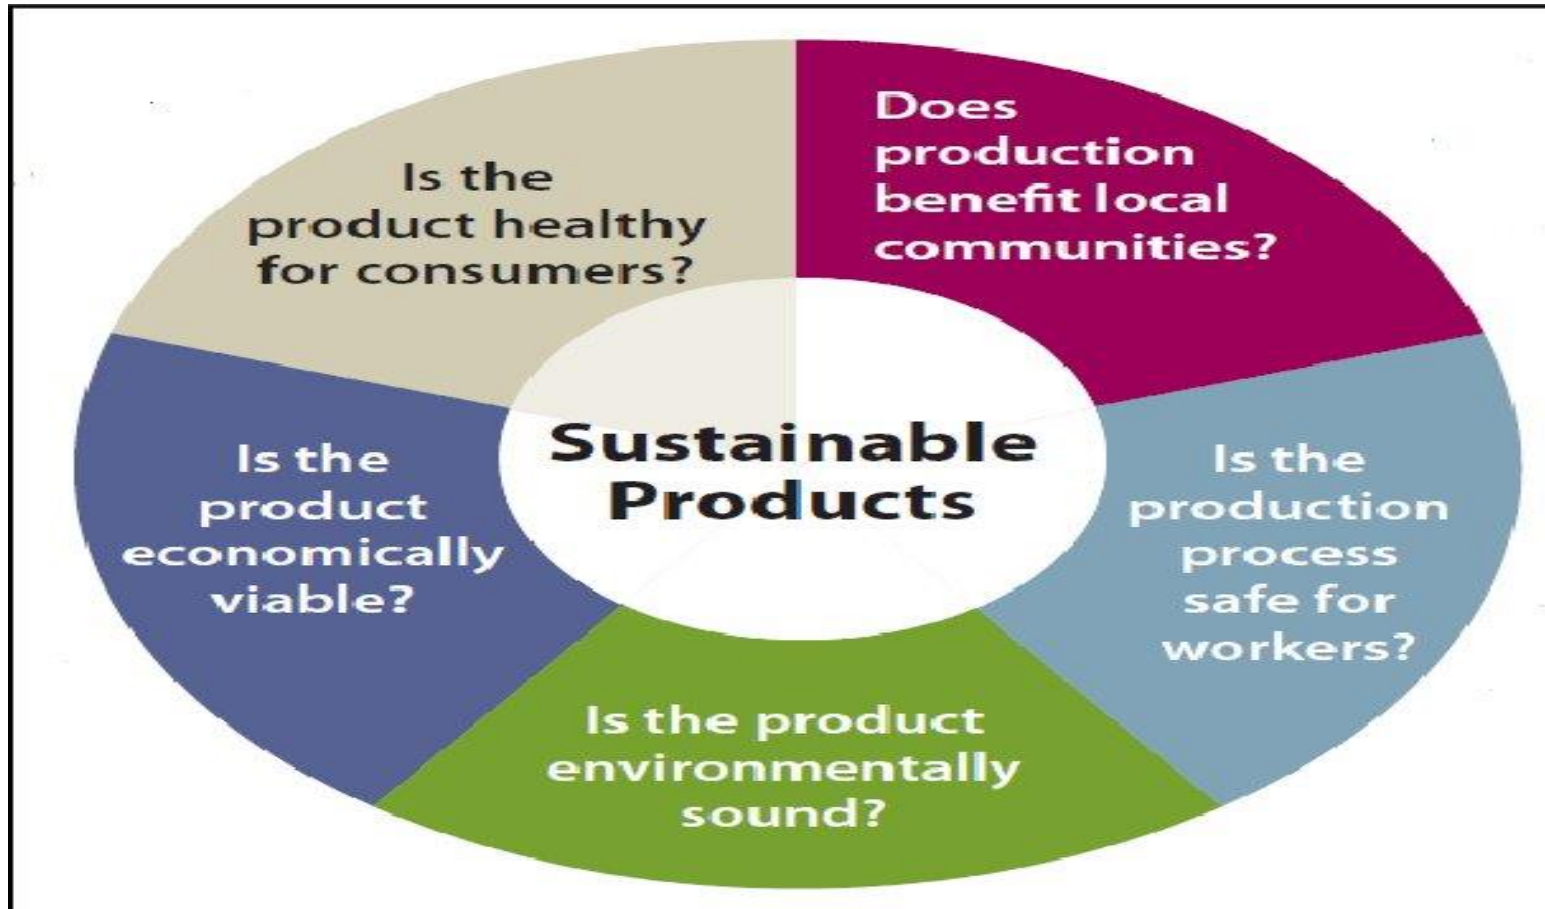 Does
production
benefit local
communities?
Is the
product healthy
for consumers?
Sustainable
Products
Is the
product
economically
viable?
Is the
production
process
safe for
workers?
Is the product
environmentally
sound?